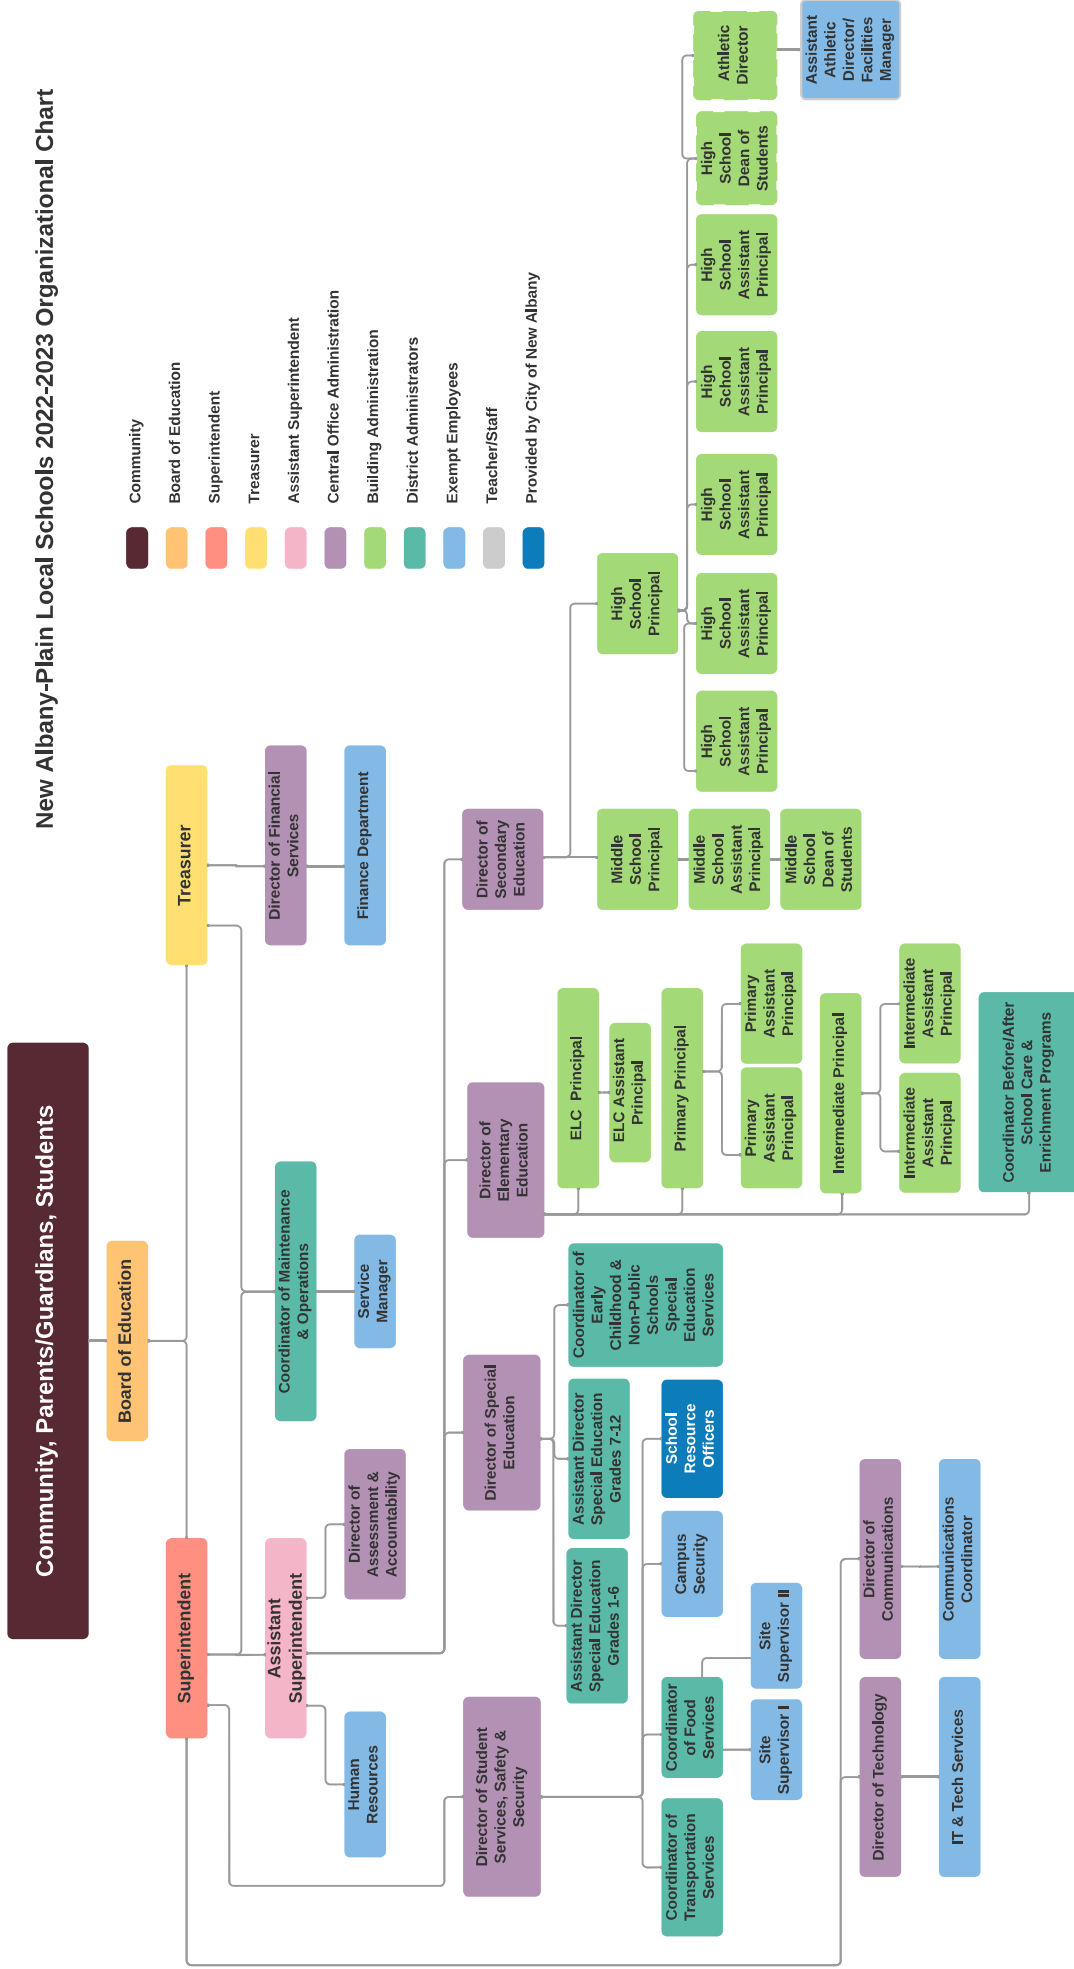 New Albany-Plain Local Schools 2022-2023 Organizational Chart
Community, Parents/Guardians, Students
Board of Education
Community
Board of Education
Superintendent
Treasurer
Assistant Superintendent
Central Office Administration
Building Administration
District Administrators
Exempt Employees
Teacher/Staff
Provided by City of New Albany
Superintendent
Treasurer
Assistant
Superintendent
Coordinator of Maintenance
& Operations
Director of Financial
Services
Human
Resources
Director of
Assessment &
Accountability
Service
Manager
Finance Department
Director of Student
Services, Safety &
Security
Director of Special
Education
Director of
Elementary
Education
Director of
Secondary
Education
Assistant Director
Special Education
Grades 1-6
Assistant Director
Special Education
Grades 7-12
Coordinator of
Early
Childhood &
Non-Public
Schools
Special
Education
Services
Coordinator of
Transportation
Services
Coordinator
of Food
Services
Campus
Security
School
Resource
Officers
Site
Supervisor I
Site
Supervisor II
Director of Technology
Director of
Communications
IT & Tech Services
Communications
Coordinator
ELC Principal
ELC Assistant
Principal
Primary Principal
Primary
Assistant
Principal
Primary
Assistant
Principal
Intermediate Principal
Intermediate
Assistant
Principal
Intermediate
Assistant
Principal
Coordinator Before/After
School Care &
Enrichment Programs
Middle
School
Principal
Middle
School
Assistant
Principal
Middle
School
Dean of
Students
High
School
Principal
High
School
Assistant
Principal
High
School
Assistant
Principal
High
School
Assistant
Principal
High
School
Assistant
Principal
High
School
Assistant
Principal
High
School
Dean of
Students
Athletic
Director
Assistant
Athletic
Director/
Facilities
Manager